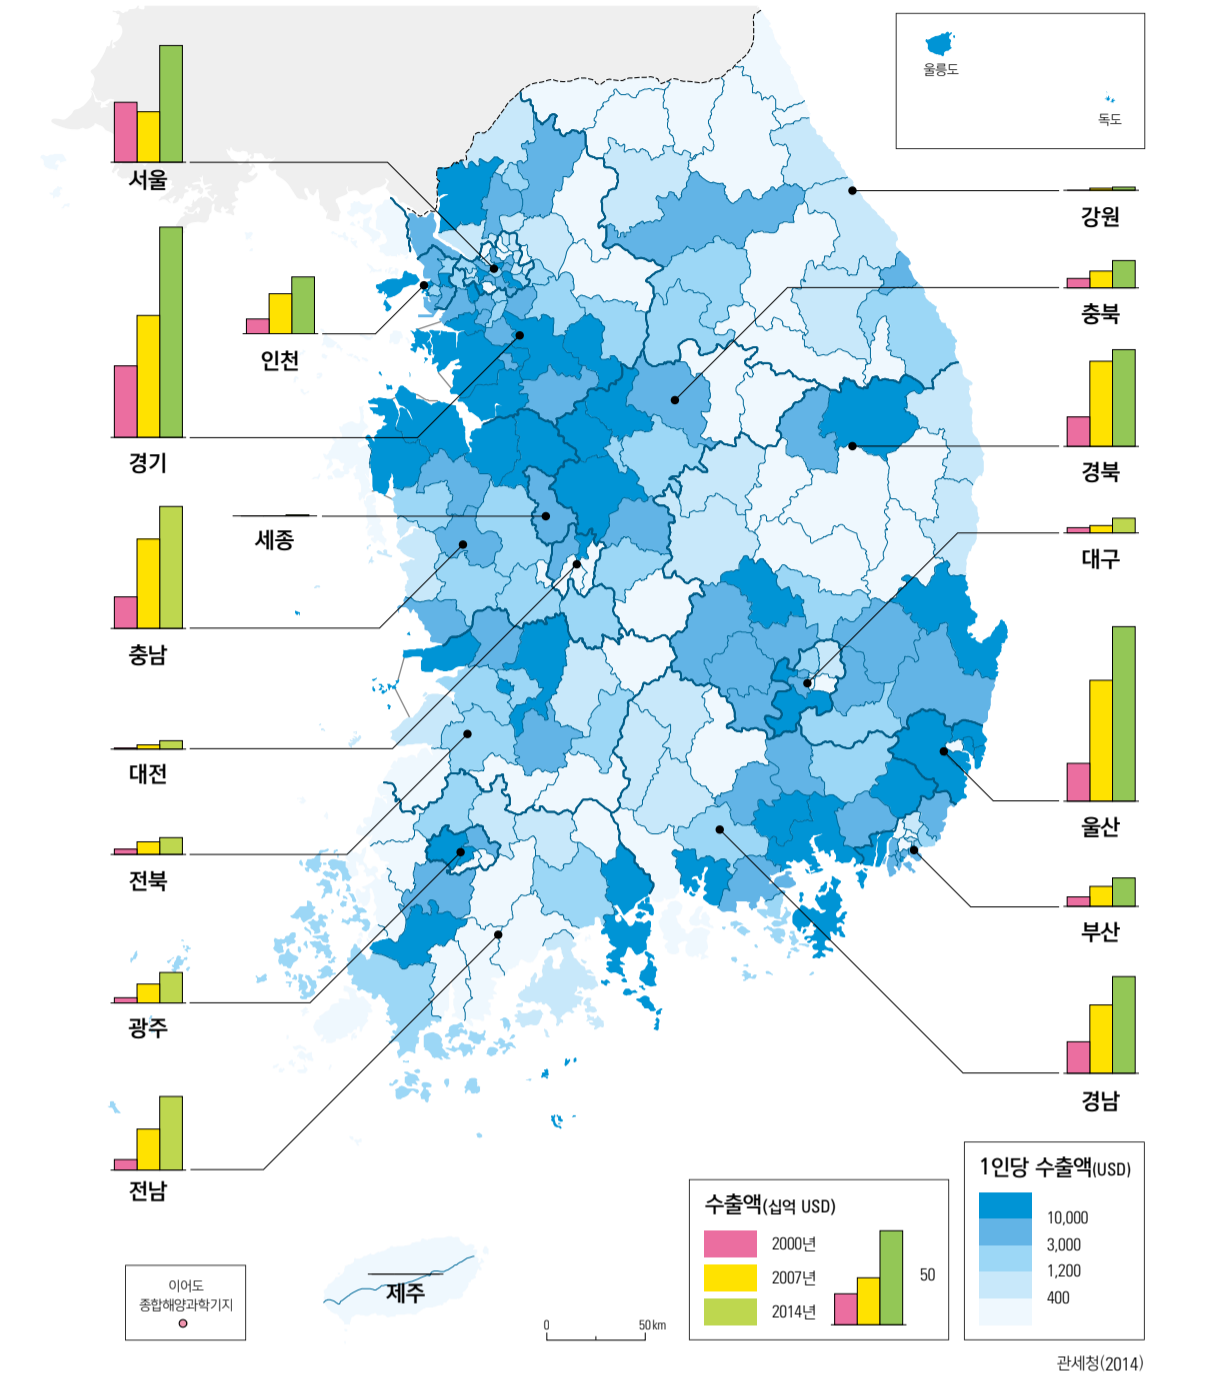 울릉도
독도
서울
강원
충북
인천
경기
경북
세종
대구
충남
대전
울산
전북
부산
광주
경남
전남
제주
이어도
종합해양과학기지
0
50 km
수출액(십억 USD)
2000년
2007년
2014년
50
1인당 수출액(USD)
10,000
3,000
1,200
400
관세청(2014)